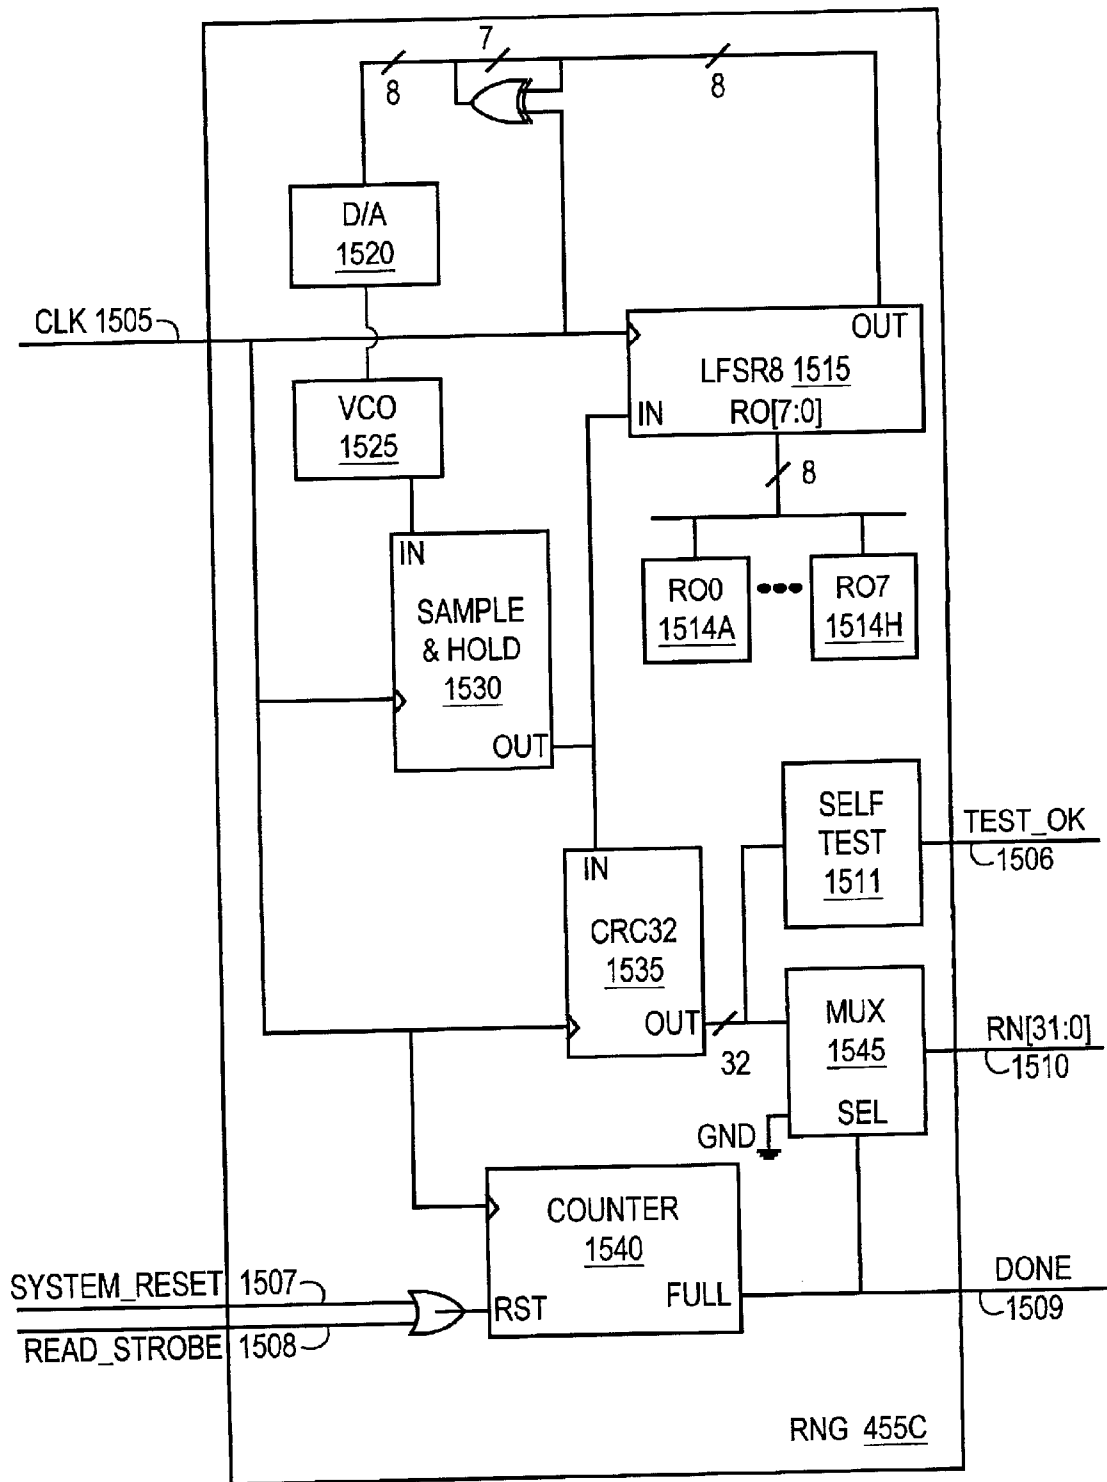 7
8
8
D/A
1520
CLK 1505
OUT
LFSR8 1515
IN
RO[7:0]
VCO
1525
8
IN
SAMPLE
& HOLD
1530
OUT
RO0
1514A
RO7
1514H
SELF
TEST
1511
TEST_OK
1506
IN
CRC32
1535
OUT
32
MUX
1545
SEL
RN[31:0]
1510
GND
COUNTER
1540
RST
FULL
SYSTEM_RESET 1507
READ_STROBE 1508
DONE
1509
RNG 455C